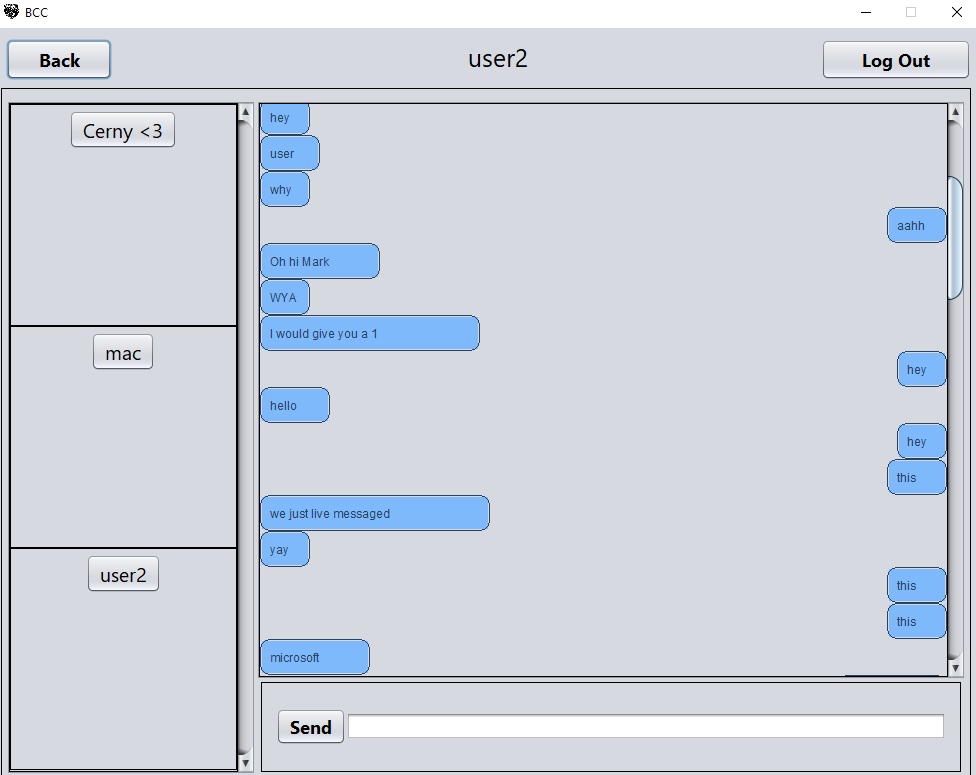 BCC
Back
user2
Log Out
Cerny <3
mac
user2
hey
user
why
aahh
Oh hi Mark
WYA
I would give you a 1
hey
hello
hey
this
we just live messaged
yay
this
this
microsoft
Send